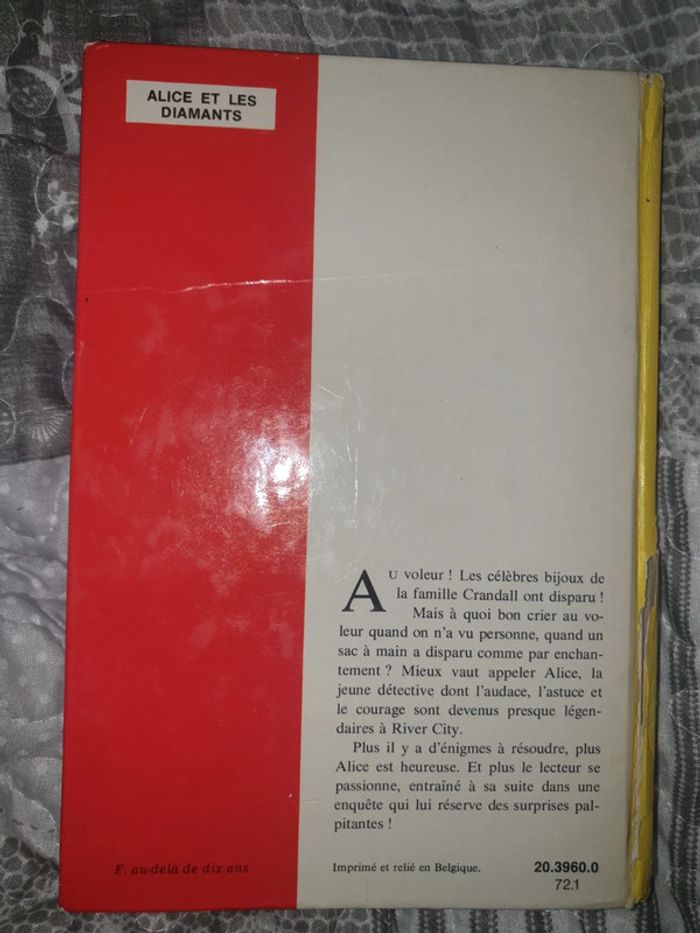 ALICE ET LES
DIAMANTS
AU voleur ! Les célèbres bijoux de
la famille Crandall ont disparu !
Mais à quoi bon crier au vo-
leur quand on n'a vu personne, quand un
sac à main a disparu comme par enchan-
tement ? Mieux vaut appeler Alice, la
jeune détective dont l'audace, l'astuce et
le courage sont devenus presque légen-
daires à River City.
Plus il y a d'énigmes à résoudre, plus
Alice est heureuse. Et plus le lecteur se
passionne, entraîné à sa suite dans une
enquête qui lui réserve des surprises pal-
pitantes !
F. au-delà de dix ans
Imprimé et relié en Belgique.
20.3960.0
72.1